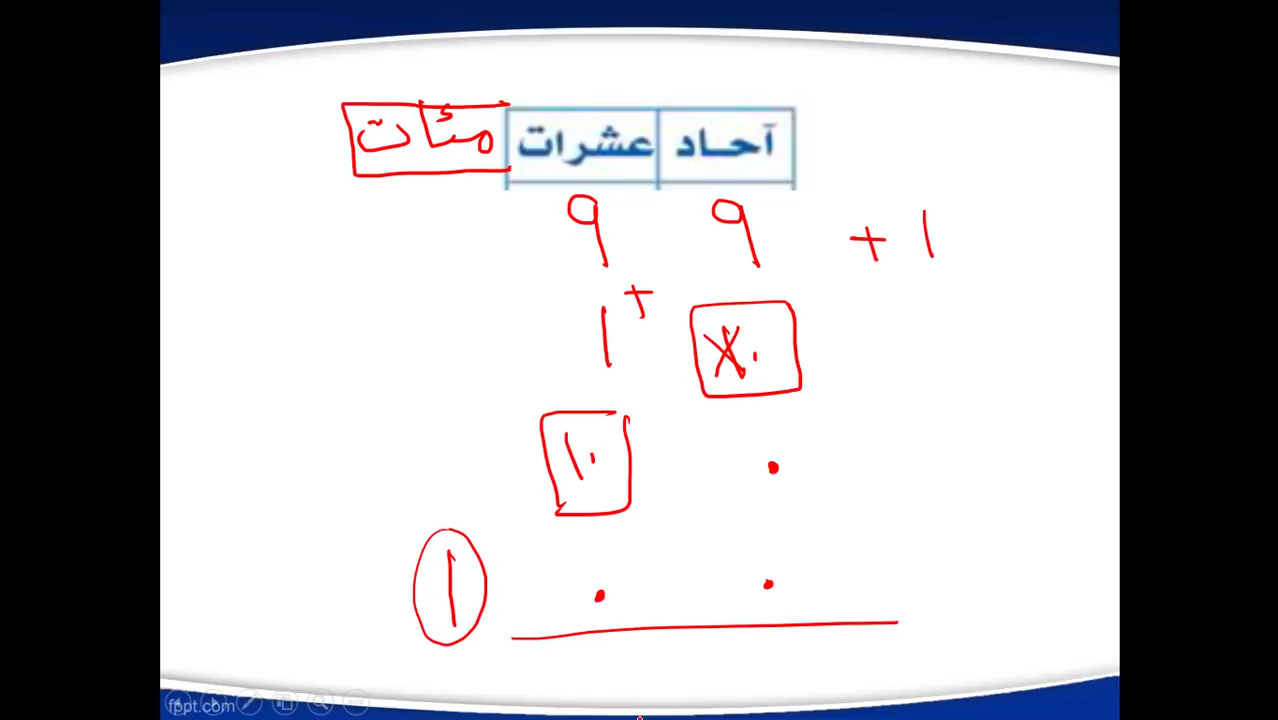 آحاد عشرات مئات
٩ ٩ + ١
١ + ١٠
١٠ ٠
١ ٠ ٠
fppt.com